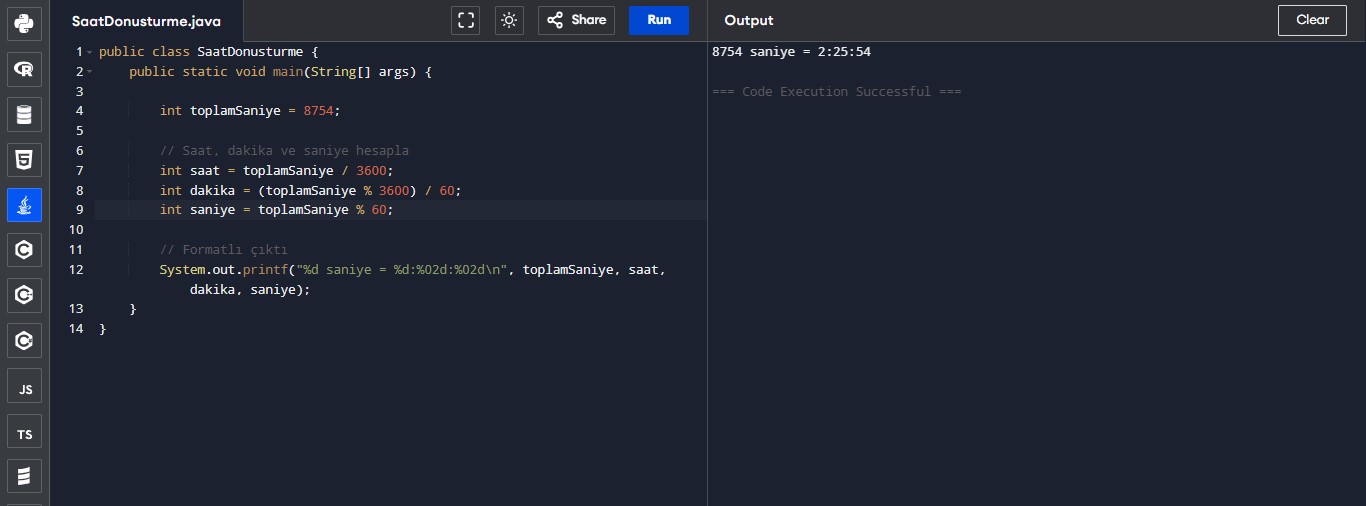 SaatDonusturme.java
Share
Run
Output
Clear
1 public class SaatDonusturme {
2     public static void main(String[] args) {
3
4         int toplamSaniye = 8754;
5
6         // Saat, dakika ve saniye hesapla
7         int saat = toplamSaniye / 3600;
8         int dakika = (toplamSaniye % 3600) / 60;
9         int saniye = toplamSaniye % 60;
10
11         // Formatlı çıktı
12         System.out.printf("%d saniye = %d:%02d:%02d\n", toplamSaniye, saat,
            dakika, saniye);
13     }
14 }
8754 saniye = 2:25:54
=== Code Execution Successful ===
R
5
C
C
C
JS
TS